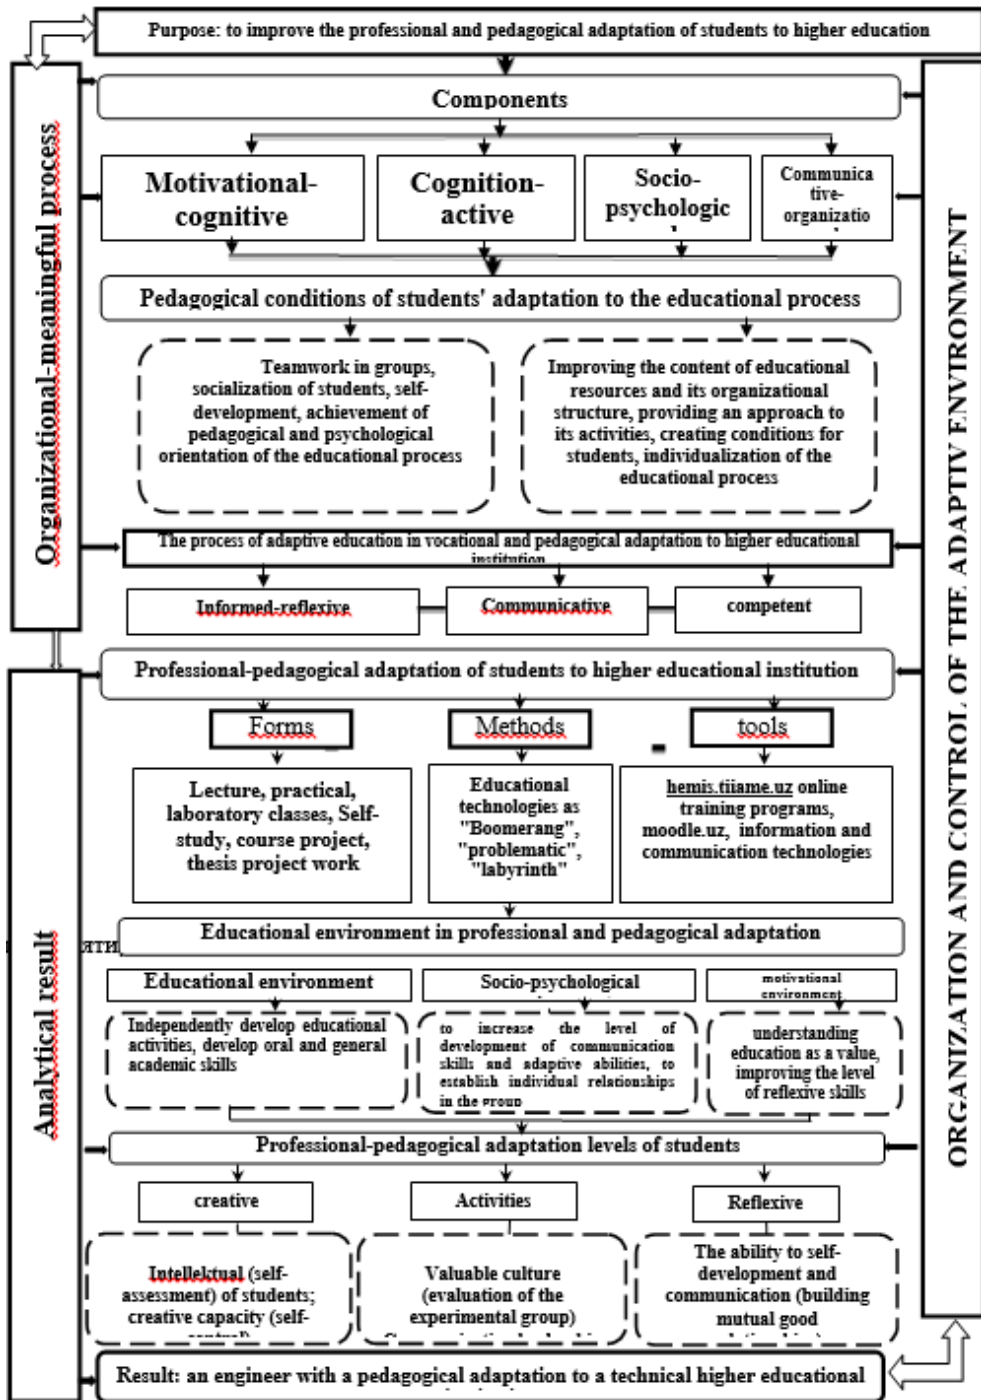 Purpose: to improve the professional and pedagogical adaptation of students to higher education
Organizational-meaningful process
ORGANIZATION AND CONTROL OF THE ADAPTIV ENVIRONMENT
Components
Motivational-
cognitive
Cognition-
active
Socio-
psychologic
Communica
tive-
organizatio
Pedagogical conditions of students' adaptation to the educational process
Teamwork in groups,
socialization of students, self-
development, achievement of
pedagogical and psychological
orientation of the educational process
Improving the content of educational
resources and its organizational
structure, providing an approach to
its activities, creating conditions for
students, individualization of the
educational process
The process of adaptive education in vocational and pedagogical adaptation to higher educational
institution
Informed-reflexive
Communicative
competent
Analytical result
Professional-pedagogical adaptation of students to higher educational institution
Forms
Methods
tools
Lecture, practical,
laboratory classes, Self-
study, course project,
thesis project work
Educational
technologies as
"Boomerang",
"problematic",
"labyrinth"
hemis.tiiame.uz online
training programs,
moodle.uz, information and
communication technologies
Educational environment in professional and pedagogical adaptation
Educational environment
Socio-psychological
motivational
environment
Independently develop educational
activities, develop oral and general
academic skills
to increase the level of
development of communication
skills and adaptive abilities, to
establish individual relationships
in the group
understanding
education as a value,
improving the level
of reflexive skills
Professional-pedagogical adaptation levels of students
creative
Activities
Reflexive
Intellektual (self-
assessment) of students;
creative capacity (self-
Valuable culture
(evaluation of the
experimental group)
The ability to self-
development and
communication (building
mutual good
Result: an engineer with a pedagogical adaptation to a technical higher educational